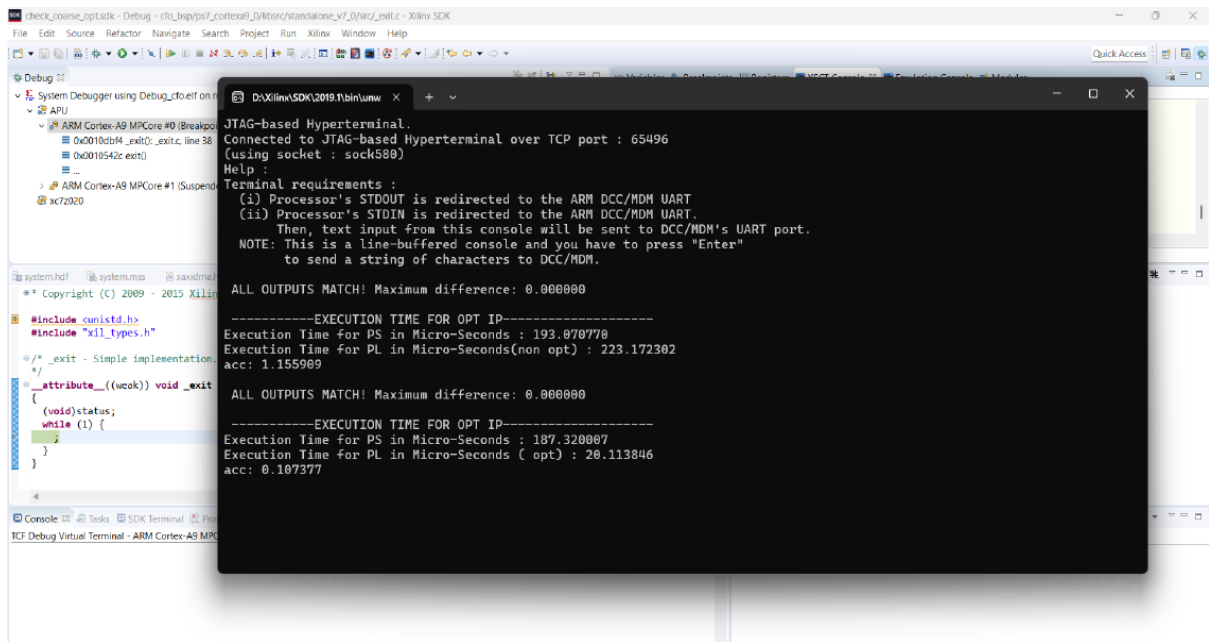 check_coarse_opt.sdk - Debug - cfo_bsp/ps7_cortexa9_0/libsrc/standalone_v7_0/src/_exit.c - Xilinx SDK
File Edit Source Refactor Navigate Search Project Run Xilinx Window Help
Quick Access
Debug
System Debugger using Debug_cfo.elf on
APU
ARM Cortex-A9 MPCore #0 (Breakpoi
0x0010dbf4 _exit(): _exit.c, line 38
0x0010542c exit()
...
ARM Cortex-A9 MPCore #1 (Suspend
xc7z020
D:\Xilinx\SDK\2019.1\bin\unw
JTAG-based Hyperterminal.
Connected to JTAG-based Hyperterminal over TCP port : 65496
(using socket : sock580)
Help :
Terminal requirements :
(i) Processor's STDOUT is redirected to the ARM DCC/MDM UART
(ii) Processor's STDIN is redirected to the ARM DCC/MDM UART.
Then, text input from this console will be sent to DCC/MDM's UART port.
NOTE: This is a line-buffered console and you have to press "Enter"
to send a string of characters to DCC/MDM.
ALL OUTPUTS MATCH! Maximum difference: 0.000000
-----------EXECUTION TIME FOR OPT IP--------------------
Execution Time for PS in Micro-Seconds : 193.070770
Execution Time for PL in Micro-Seconds(non opt) : 223.172302
acc: 1.155909
ALL OUTPUTS MATCH! Maximum difference: 0.000000
-----------EXECUTION TIME FOR OPT IP--------------------
Execution Time for PS in Micro-Seconds : 187.320007
Execution Time for PL in Micro-Seconds ( opt) : 20.113846
acc: 0.107377
system.hdf system.mss xaxidma.h
* Copyright (C) 2009 - 2015 Xilin
#include <unistd.h>
#include "xil_types.h"
/* _exit - Simple implementation.
*/
__attribute__((weak)) void _exit
{
(void)status;
while (1) {
;
}
}
Console Tasks SDK Terminal
TCF Debug Virtual Terminal - ARM Cortex-A9 MPC